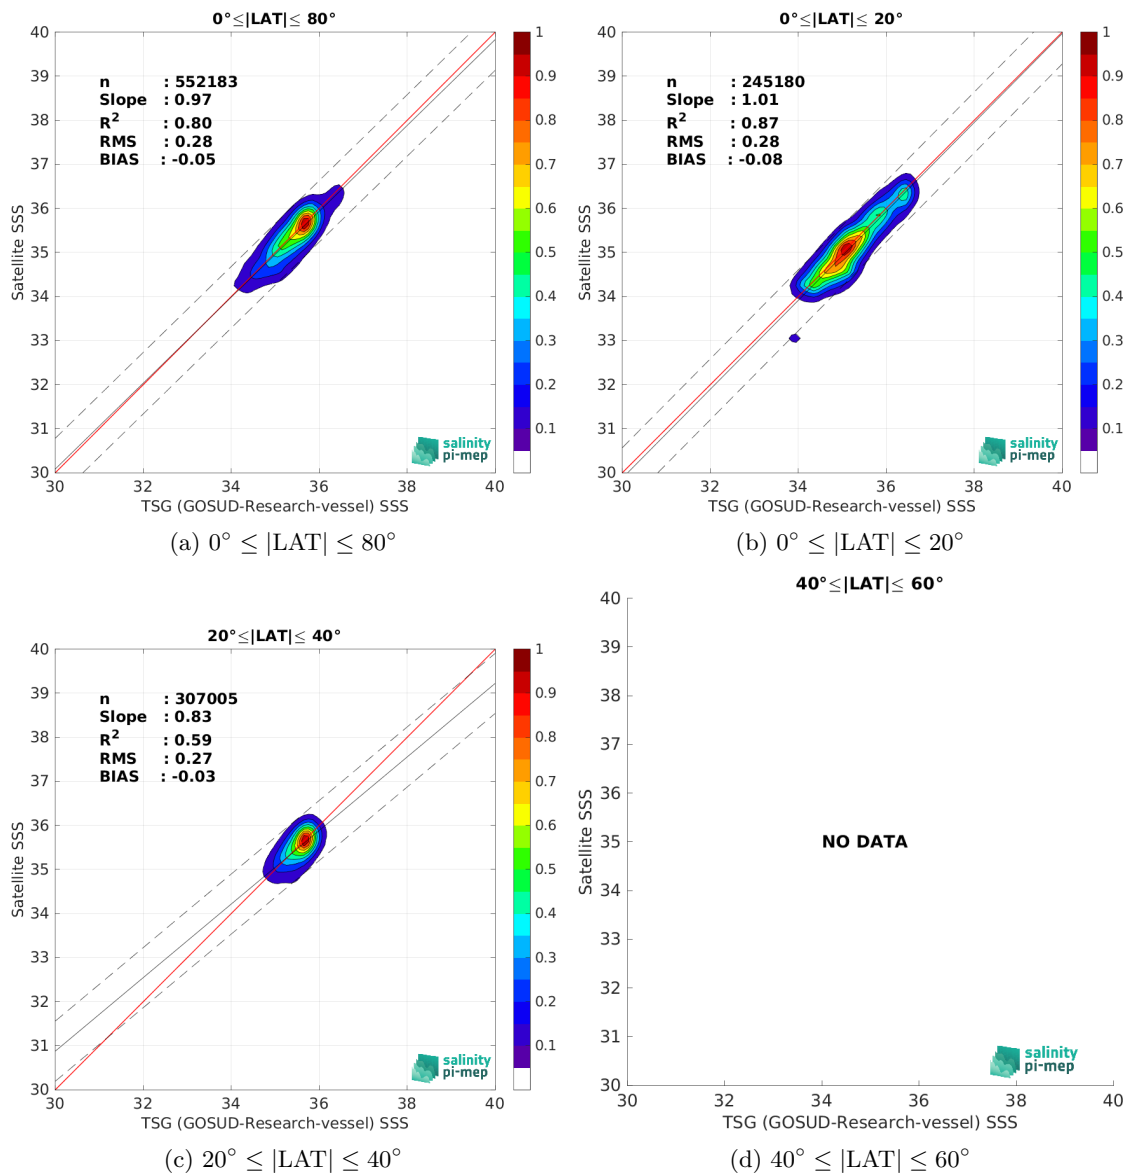 0°≤|LAT|≤ 80°
40
39
38
37
36
35
34
33
32
31
30
Satellite SSS
n : 552183
Slope : 0.97
R² : 0.80
RMS : 0.28
BIAS : -0.05
1
0.9
0.8
0.7
0.6
0.5
0.4
0.3
0.2
0.1
salinity
pi-mep
30 32 34 36 38 40
TSG (GOSUD-Research-vessel) SSS
(a) 0° ≤ |LAT| ≤ 80°
0°≤|LAT|≤ 20°
40
39
38
37
36
35
34
33
32
31
30
Satellite SSS
n : 245180
Slope : 1.01
R² : 0.87
RMS : 0.28
BIAS : -0.08
1
0.9
0.8
0.7
0.6
0.5
0.4
0.3
0.2
0.1
salinity
pi-mep
30 32 34 36 38 40
TSG (GOSUD-Research-vessel) SSS
(b) 0° ≤ |LAT| ≤ 20°
20°≤|LAT|≤ 40°
40
39
38
37
36
35
34
33
32
31
30
Satellite SSS
n : 307005
Slope : 0.83
R² : 0.59
RMS : 0.27
BIAS : -0.03
1
0.9
0.8
0.7
0.6
0.5
0.4
0.3
0.2
0.1
salinity
pi-mep
30 32 34 36 38 40
TSG (GOSUD-Research-vessel) SSS
(c) 20° ≤ |LAT| ≤ 40°
40°≤|LAT|≤ 60°
40
39
38
37
36
35
34
33
32
31
30
Satellite SSS
NO DATA
salinity
pi-mep
30 32 34 36 38 40
TSG (GOSUD-Research-vessel) SSS
(d) 40° ≤ |LAT| ≤ 60°